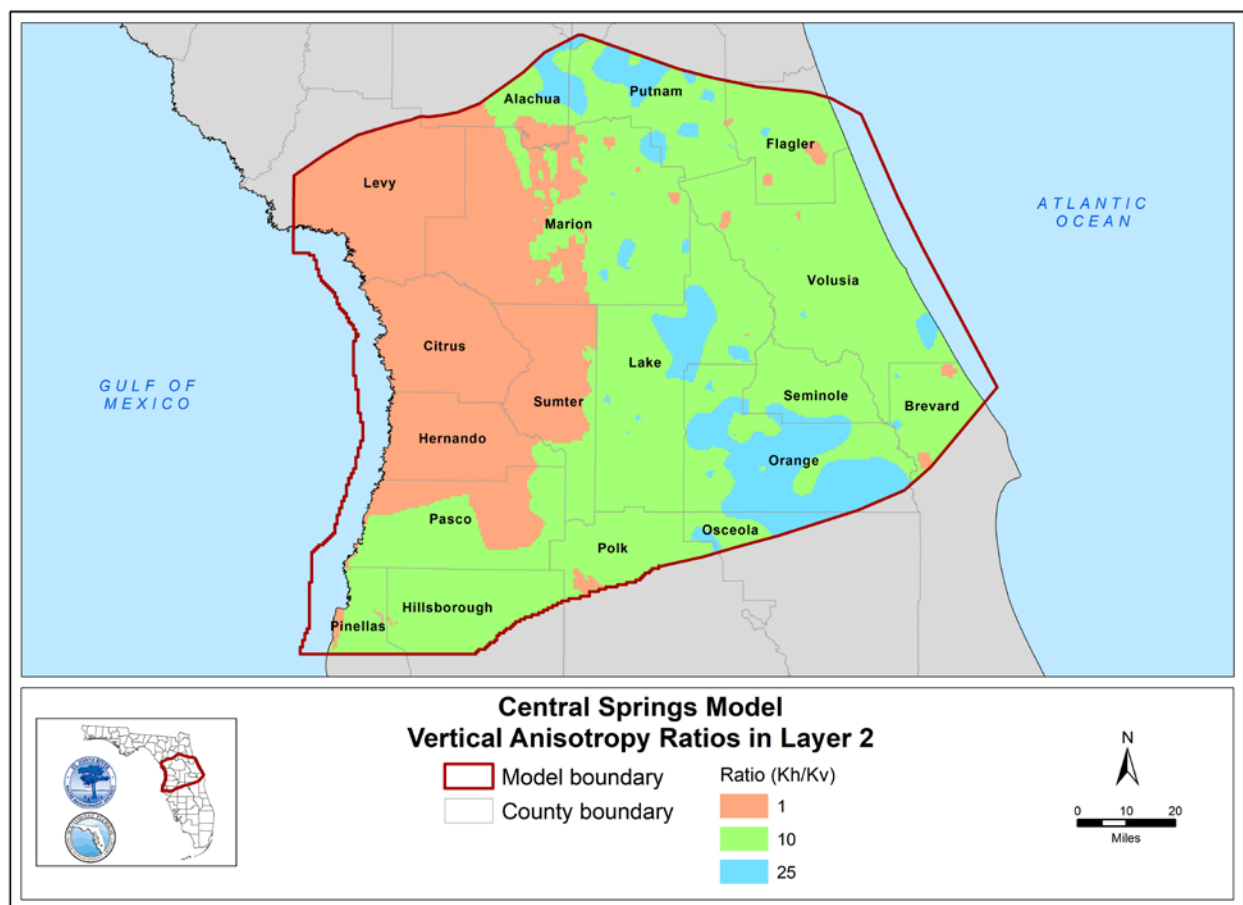 Alachua
Putnam
Flagler
Levy
Marion
ATLANTIC
OCEAN
Volusia
Citrus
Lake
GULF OF
MEXICO
Sumter
Seminole
Brevard
Hernando
Orange
Pasco
Osceola
Polk
Hillsborough
Pinellas
Central Springs Model
Vertical Anisotropy Ratios in Layer 2
Model boundary
County boundary
Ratio (Kh/Kv)
1
10
25
N
0 10 20
Miles